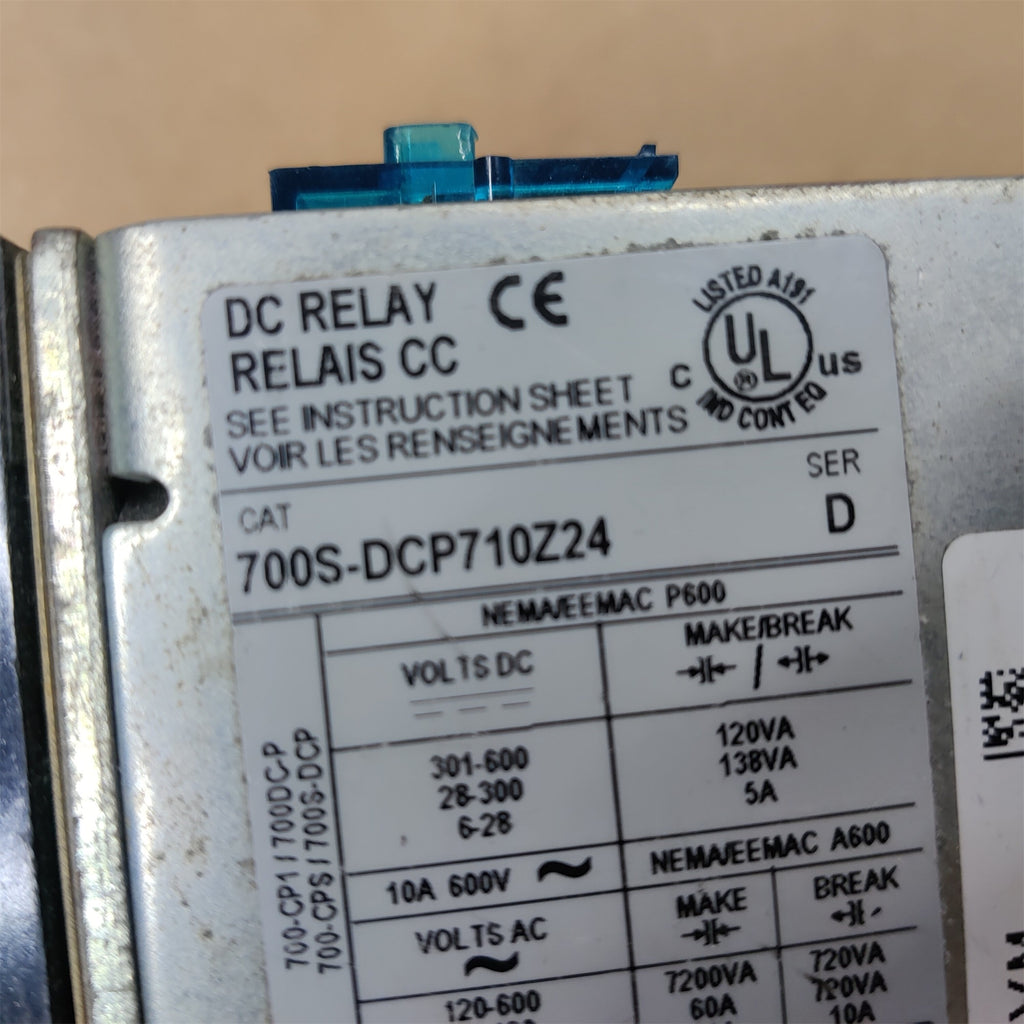 DC RELAY CE
RELAIS CC
SEE INSTRUCTION SHEET
VOIR LES RENSEIGNEMENTS
LISTED A191
C UL ® US
IND CONT EQ
CAT SER
700S-DCP710Z24 D
NEMA/EEMAC P600
VOLTS DC MAKE/BREAK
301-600 120VA
28-300 138VA
6-28 5A
10A 600V NEMA/EEMAC A600
VOLTS AC MAKE BREAK
120-600 7200VA 720VA
60A 720VA
10A
700-CP1 / 700DCP
700-CPS / 700S-DCP